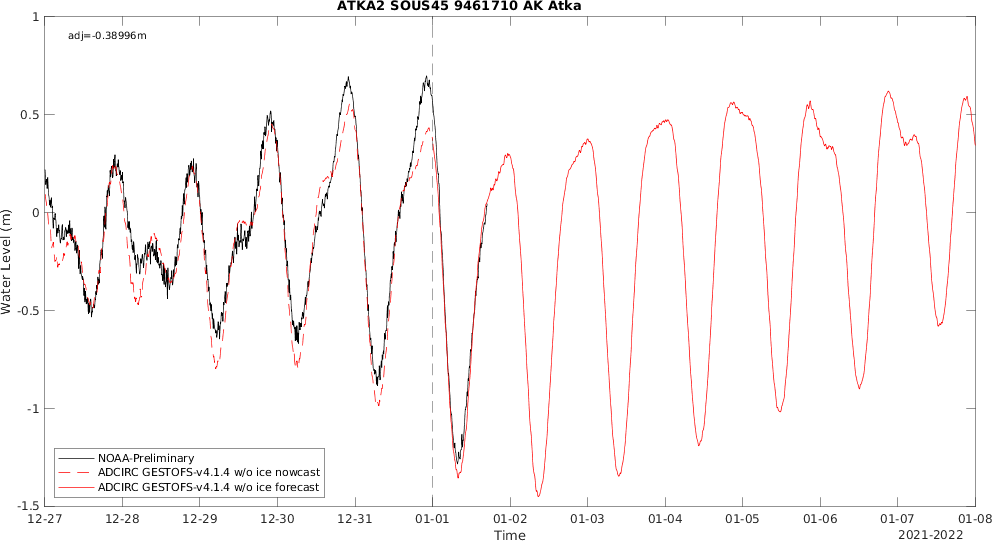 ATKA2 SOUS45 9461710 AK Atka
adj=-0.38996m
1
0.5
0
-0.5
-1
-1.5
Water Level (m)
NOAA-Preliminary
ADCIRC GESTOFS-v4.1.4 w/o ice nowcast
ADCIRC GESTOFS-v4.1.4 w/o ice forecast
12-27 12-28 12-29 12-30 12-31 01-01 01-02 01-03 01-04 01-05 01-06 01-07 01-08
Time
2021-2022